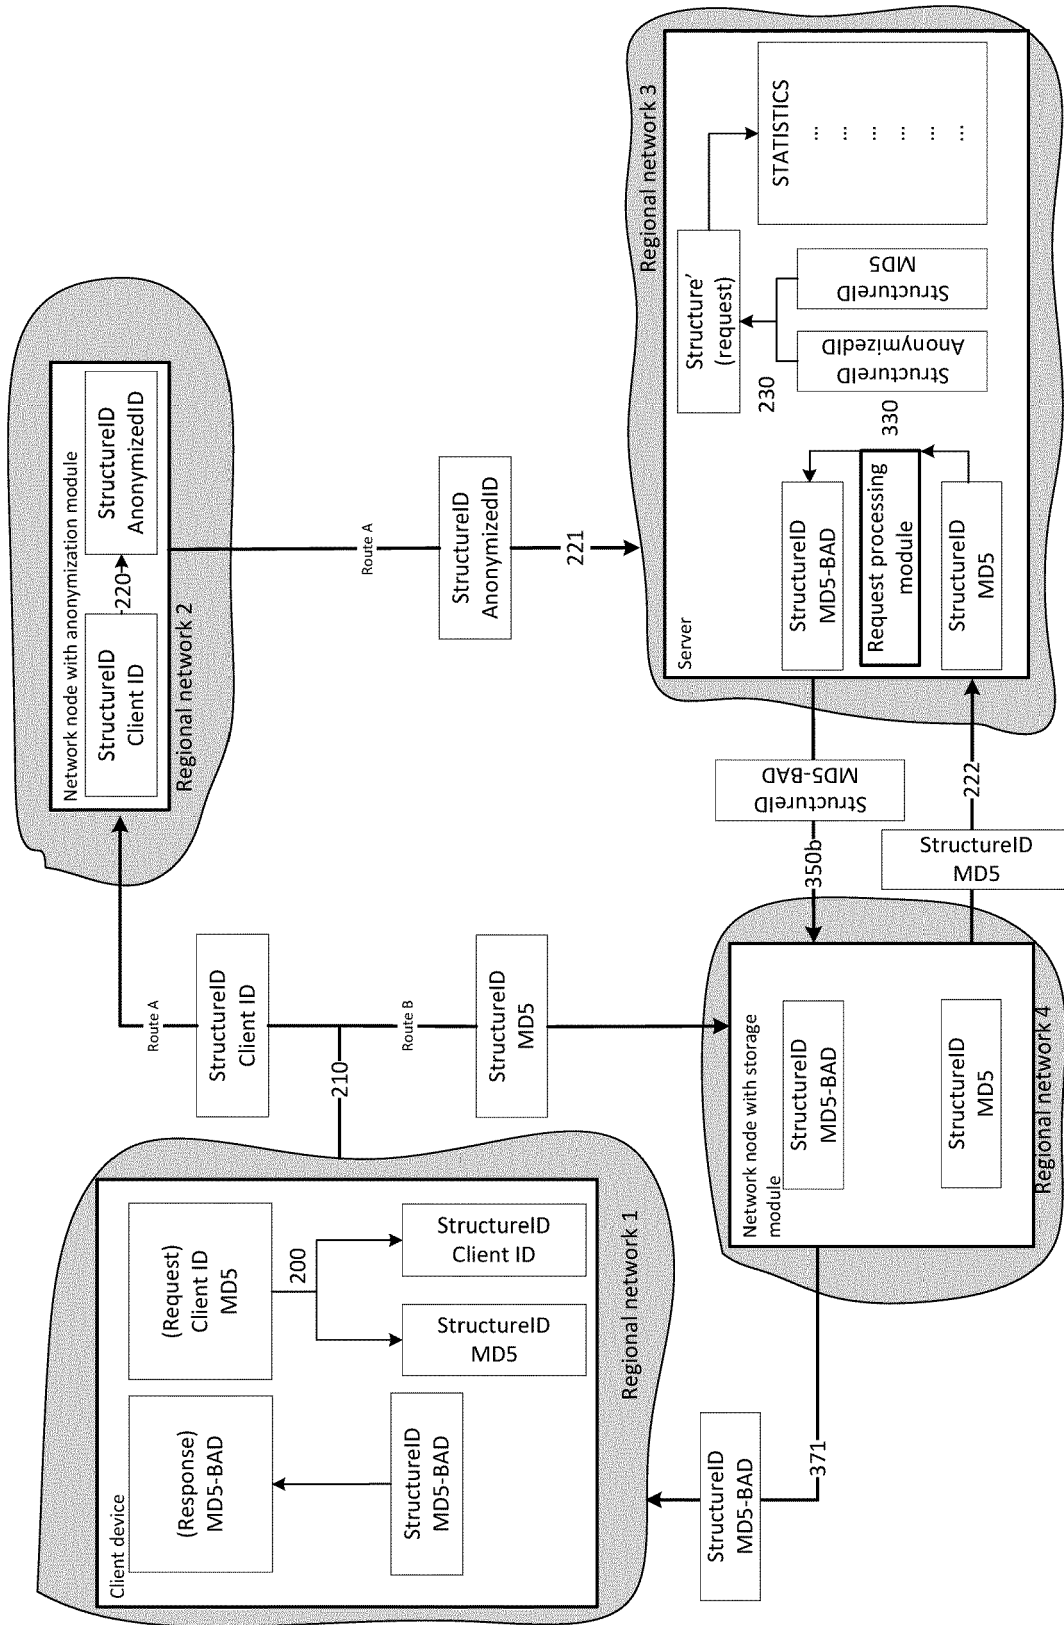 Client device
(Response)
MD5-BAD
StructureID
MD5-BAD
(Request)
Client ID
MD5
200
StructureID
MD5
StructureID
Client ID
Regional network 1
210
Route A
StructureID
Client ID
Route B
StructureID
MD5
Network node with anonymization module
StructureID
Client ID
220
StructureID
AnonymizedID
Regional network 2
Route A
StructureID
AnonymizedID
221
Network node with storage
module
StructureID
MD5-BAD
StructureID
MD5
Regional network 4
371
StructureID
MD5-BAD
350b
StructureID
MD5-BAD
StructureID
MD5
222
Regional network 3
Server
StructureID
MD5-BAD
Request processing
module
StructureID
MD5
330
230
Structure'
(request)
StructureID
AnonymizedID
StructureID
MD5
STATISTICS
...
...
...
...
...
...